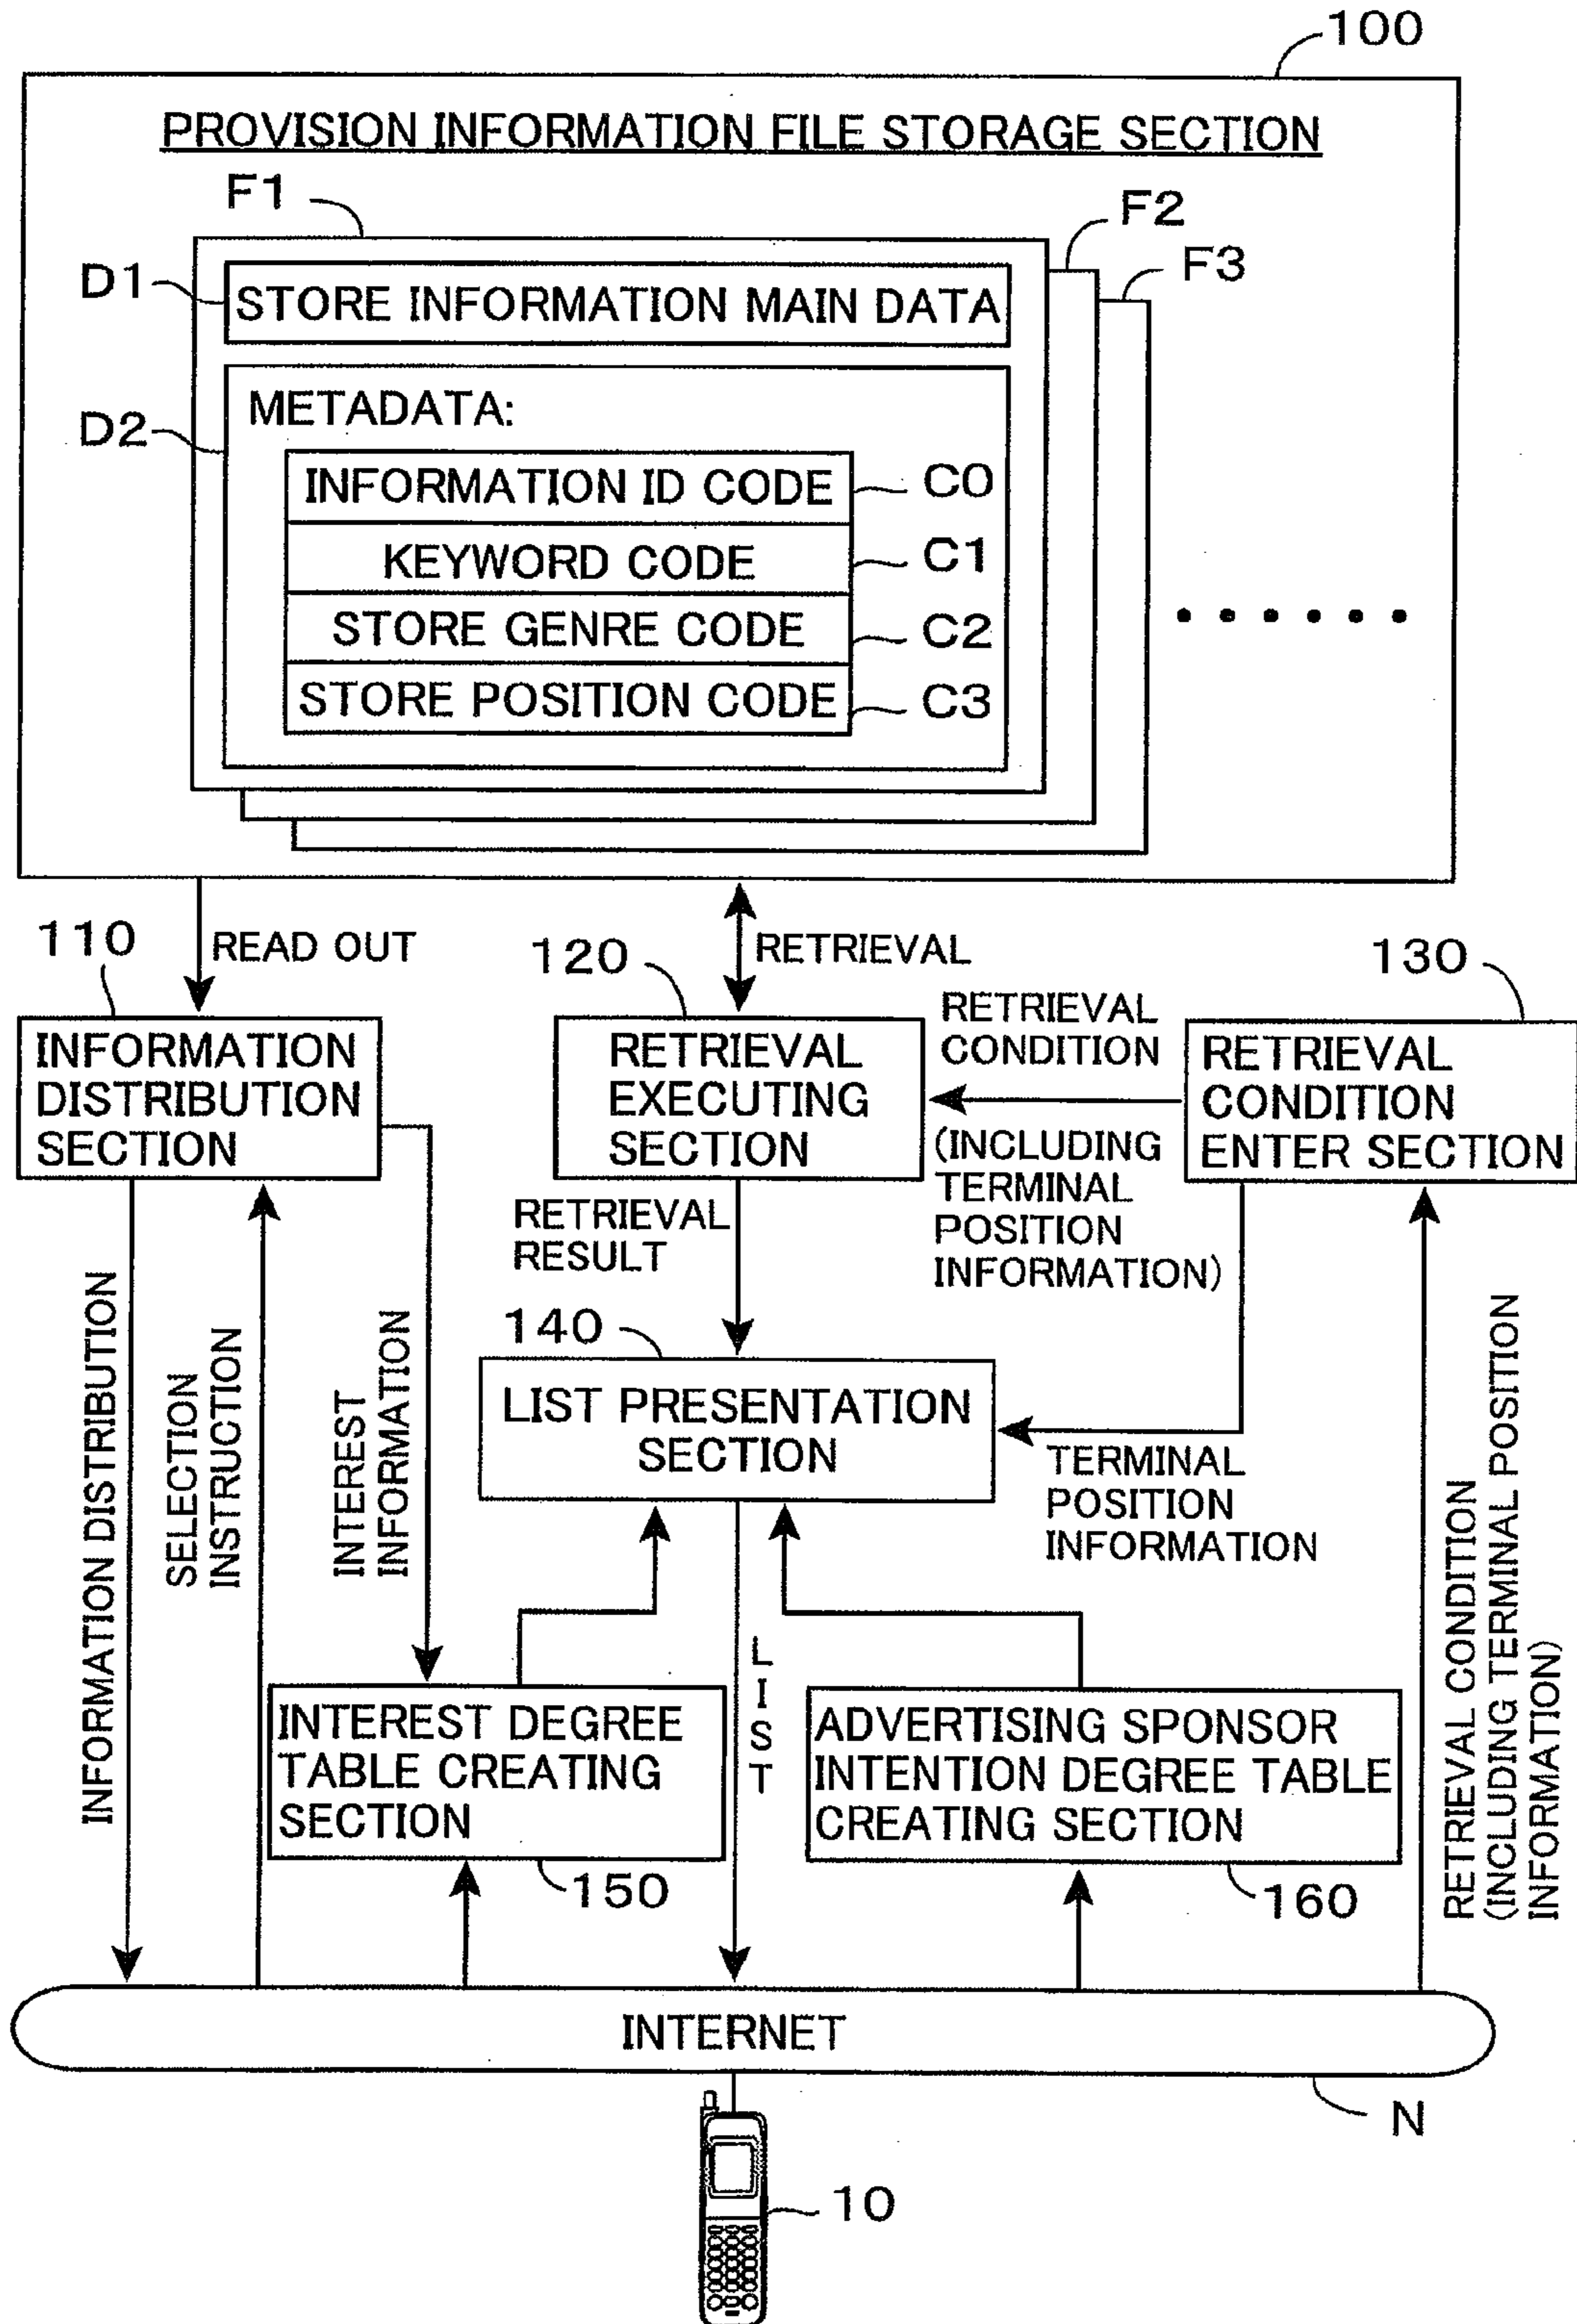 100
PROVISION INFORMATION FILE STORAGE SECTION
F1
F2
F3
D1
STORE INFORMATION MAIN DATA
D2
METADATA:
INFORMATION ID CODE
C0
KEYWORD CODE
C1
STORE GENRE CODE
C2
STORE POSITION CODE
C3
READ OUT
RETRIEVAL
110
INFORMATION
DISTRIBUTION
SECTION
120
RETRIEVAL
EXECUTING
SECTION
RETRIEVAL
CONDITION
(INCLUDING
TERMINAL
POSITION
INFORMATION)
130
RETRIEVAL
CONDITION
ENTER SECTION
RETRIEVAL
RESULT
140
LIST PRESENTATION
SECTION
TERMINAL
POSITION
INFORMATION
INFORMATION DISTRIBUTION
SELECTION
INSTRUCTION
INTEREST
INFORMATION
LIST
RETRIEVAL CONDITION
(INCLUDING TERMINAL POSITION
INFORMATION)
INTEREST DEGREE
TABLE CREATING
SECTION
150
ADVERTISING SPONSOR
INTENTION DEGREE TABLE
CREATING SECTION
160
INTERNET
N
10